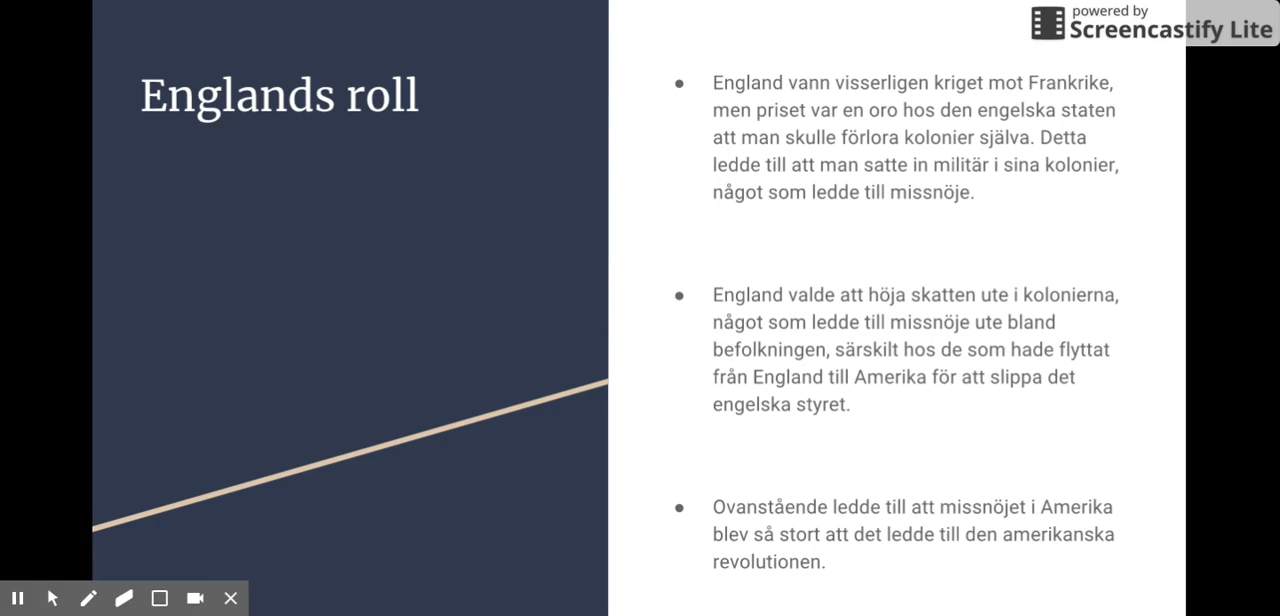 powered by
Screencastify Lite
Englands roll
● England vann visserligen kriget mot Frankrike,
men priset var en oro hos den engelska staten
att man skulle förlora kolonier själva. Detta
ledde till att man satte in militär i sina kolonier,
något som ledde till missnöje.
● England valde att höja skatten ute i kolonierna,
något som ledde till missnöje ute bland
befolkningen, särskilt hos de som hade flyttat
från England till Amerika för att slippa det
engelska styret.
● Ovanstående ledde till att missnöjet i Amerika
blev så stort att det ledde till den amerikanska
revolutionen.